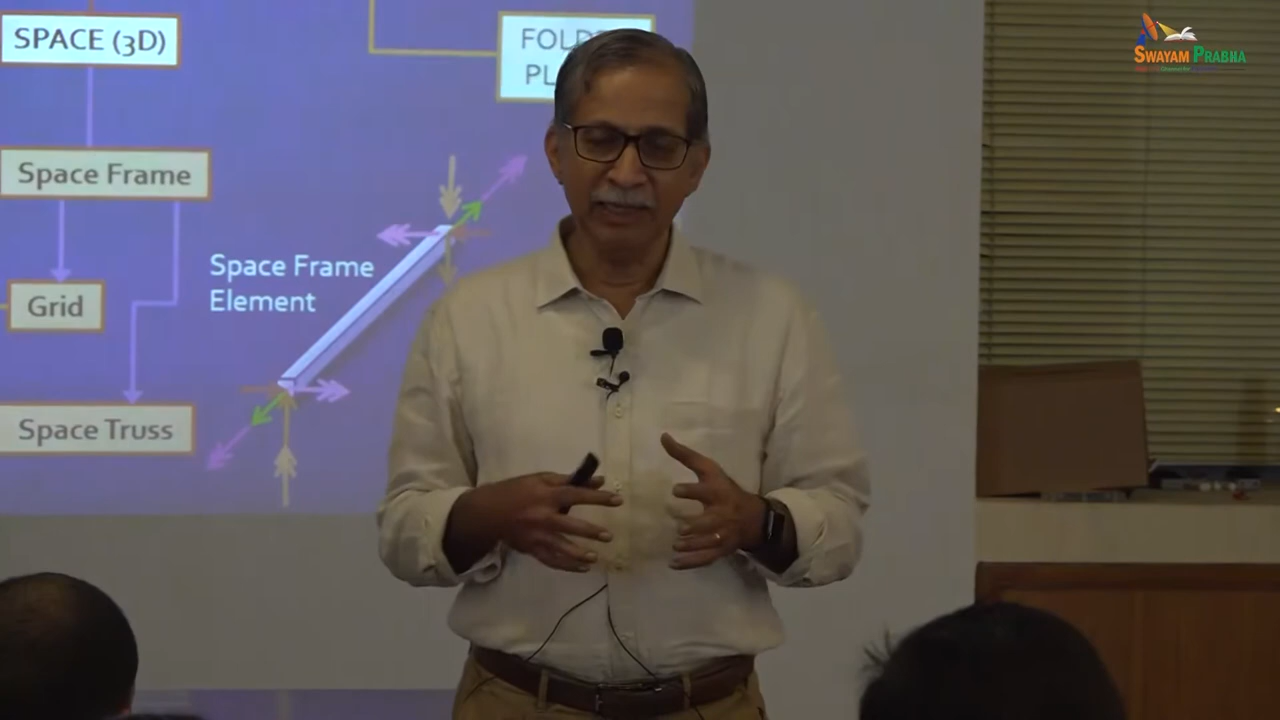 SPACE (3D)
Space Frame
Grid
Space Truss
Space Frame
Element
SWAYAM PRABHA